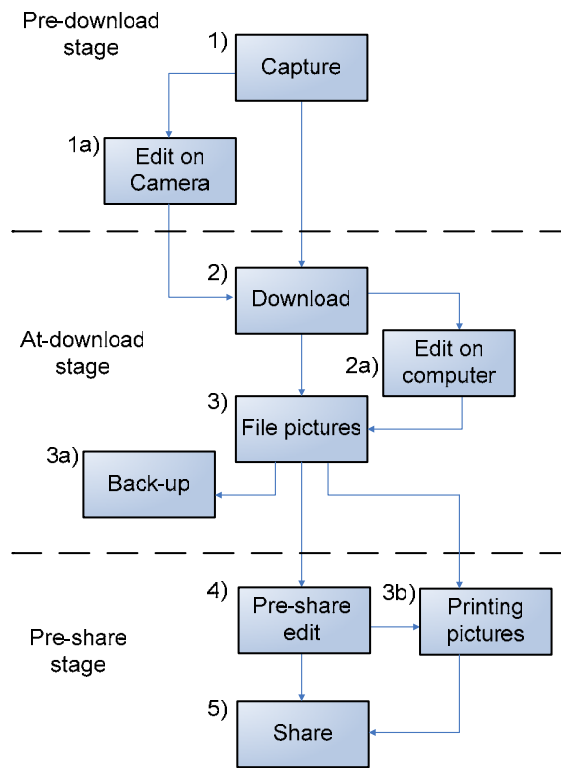 Pre-download
stage
1)
Capture
1a)
Edit on
Camera
2)
Download
At-download
stage
2a)
Edit on
computer
3)
File pictures
3a)
Back-up
4)
Pre-share
edit
3b)
Printing
pictures
Pre-share
stage
5)
Share